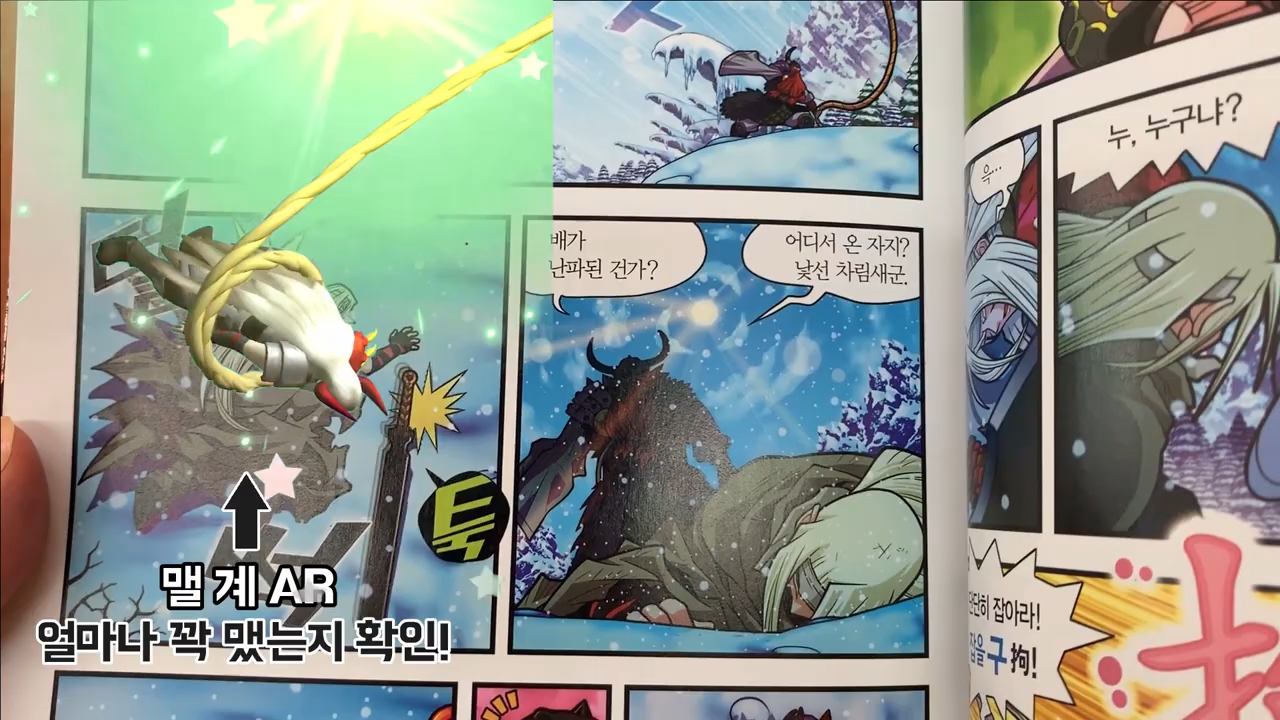 배가
난파된 건가?
어디서 온 자지?
낯선 차림새군.
윽…
누, 누구냐?
툭
맬 계 AR
얼마나 꽉 맸는지 확인!
단단히 잡아라!
잡을 구 拘!